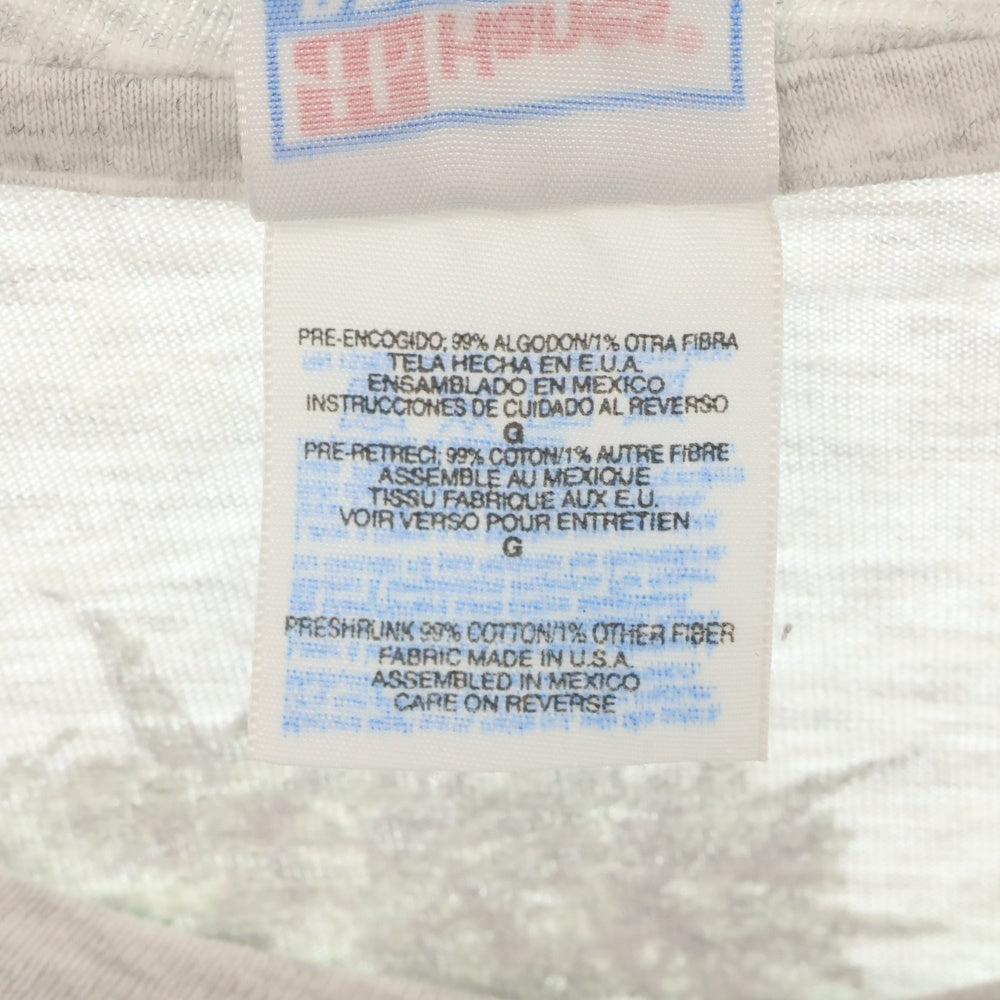 PRE-ENCOGIDO; 99% ALGODON/1% OTRA FIBRA
TELA HECHA EN E.U.A.
ENSAMBLADO EN MEXICO
INSTRUCCIONES DE CUIDADO AL REVERSO
G
PRE-RETRECI; 99% COTON/1% AUTRE FIBRE
ASSEMBLE AU MEXIQUE
TISSU FABRIQUE AUX E.U.
VOIR VERSO POUR ENTRETIEN
G
PRESHRUNK 99% COTTON/1% OTHER FIBER
FABRIC MADE IN U.S.A.
ASSEMBLED IN MEXICO
CARE ON REVERSE